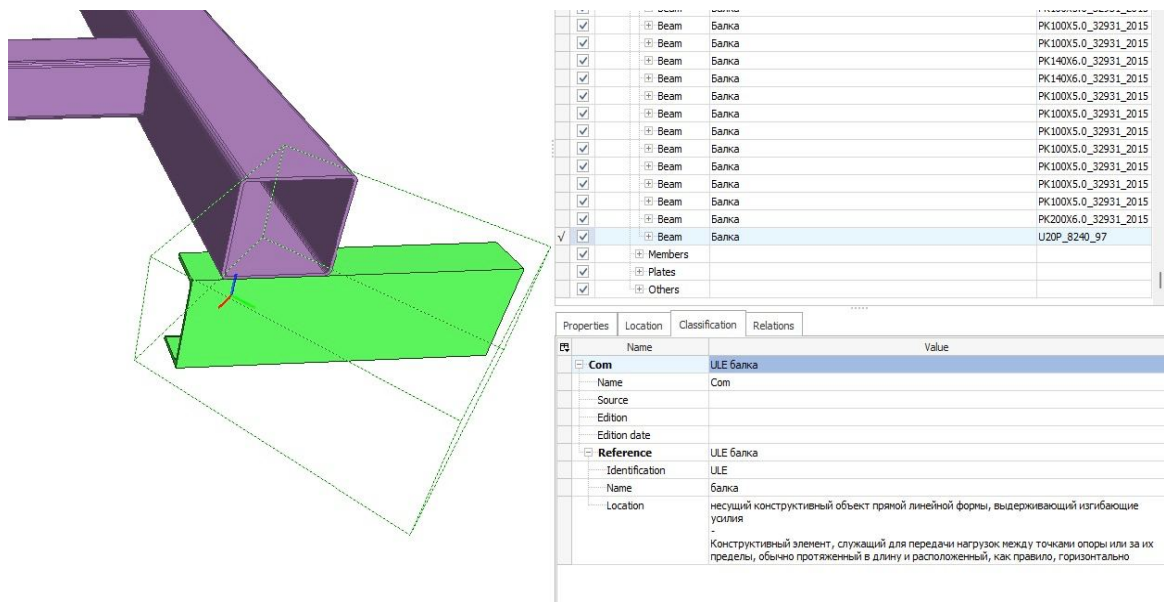 Beam Балка PK100X5.0_32931_2015
Beam Балка PK100X5.0_32931_2015
Beam Балка PK140X6.0_32931_2015
Beam Балка PK140X6.0_32931_2015
Beam Балка PK100X5.0_32931_2015
Beam Балка PK100X5.0_32931_2015
Beam Балка PK100X5.0_32931_2015
Beam Балка PK100X5.0_32931_2015
Beam Балка PK100X5.0_32931_2015
Beam Балка PK100X5.0_32931_2015
Beam Балка PK100X5.0_32931_2015
Beam Балка PK200X6.0_32931_2015
Beam Балка U20P_8240_97
Members
Plates
Others
Properties Location Classification Relations
Name Value
Com ULE балка
Name Com
Source
Edition
Edition date
Reference ULE балка
Identification ULE
Name балка
Location несущий конструктивный объект прямой линейной формы, выдерживающий изгибающие
усилия
-
Конструктивный элемент, служащий для передачи нагрузок между точками опоры или за их
пределы, обычно протяженный в длину и расположенный, как правило, горизонтально